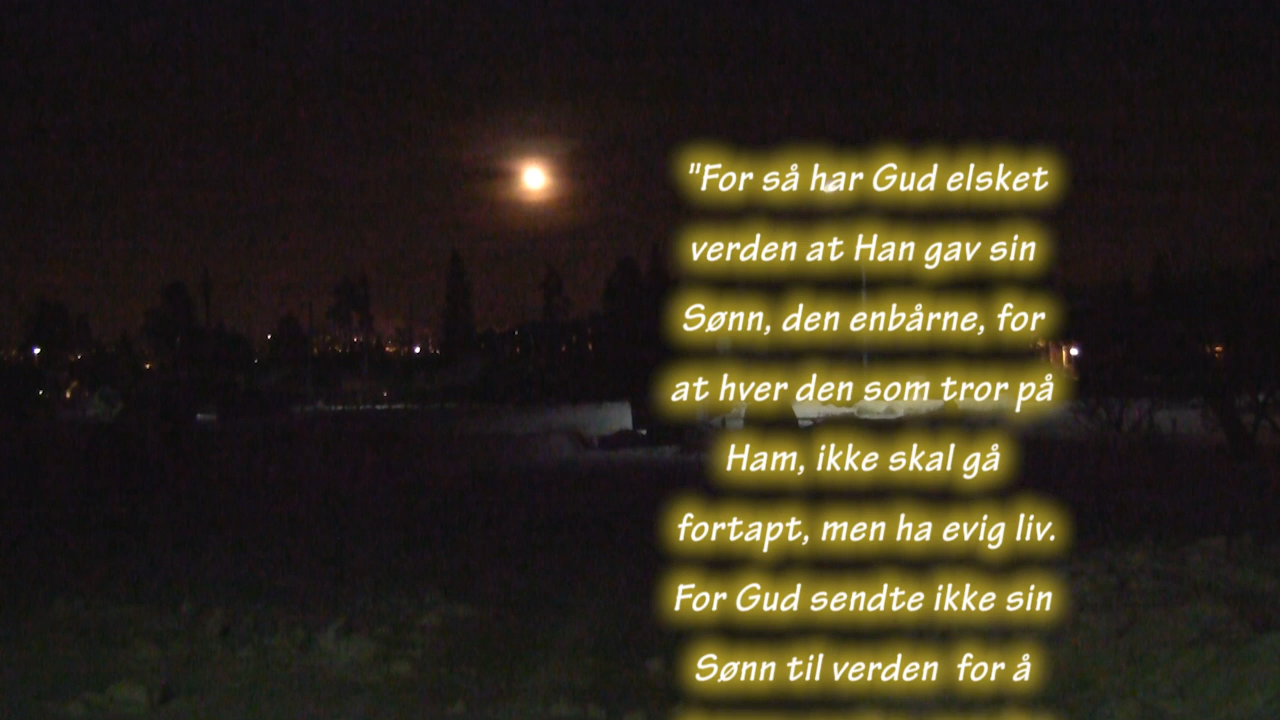 "For så har Gud elsket
verden at Han gav sin
Sønn, den enbårne, for
at hver den som tror på
Ham, ikke skal gå
fortapt, men ha evig liv.
For Gud sendte ikke sin
Sønn til verden  for å